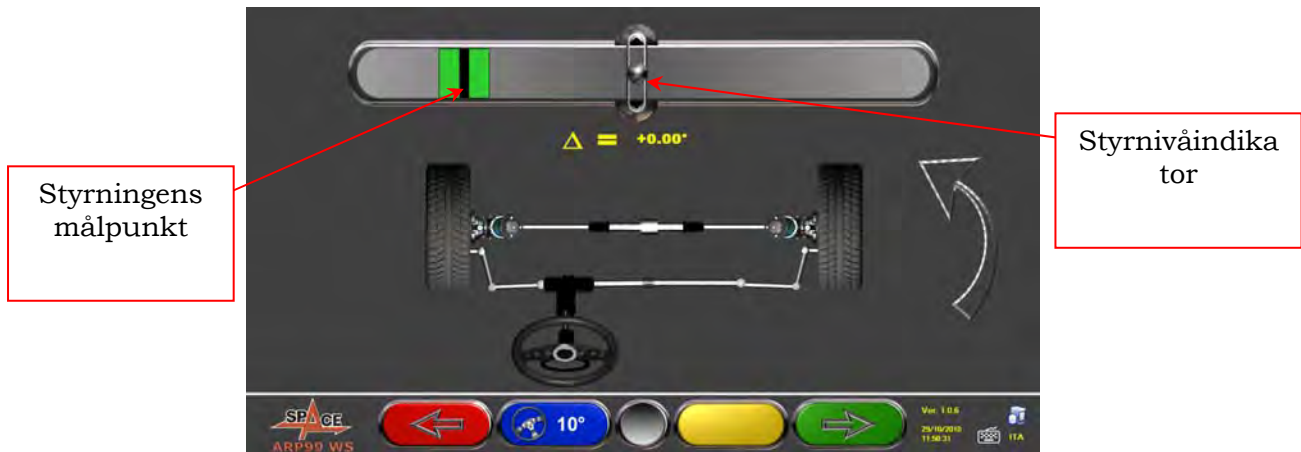 Δ = +0.00°
Styrnivåindika
tor
Styrningens
målpunkt
SPACE
ARP99 WS
10°
Ver. 1.0.6
29/10/2010
11:50:31
ITA